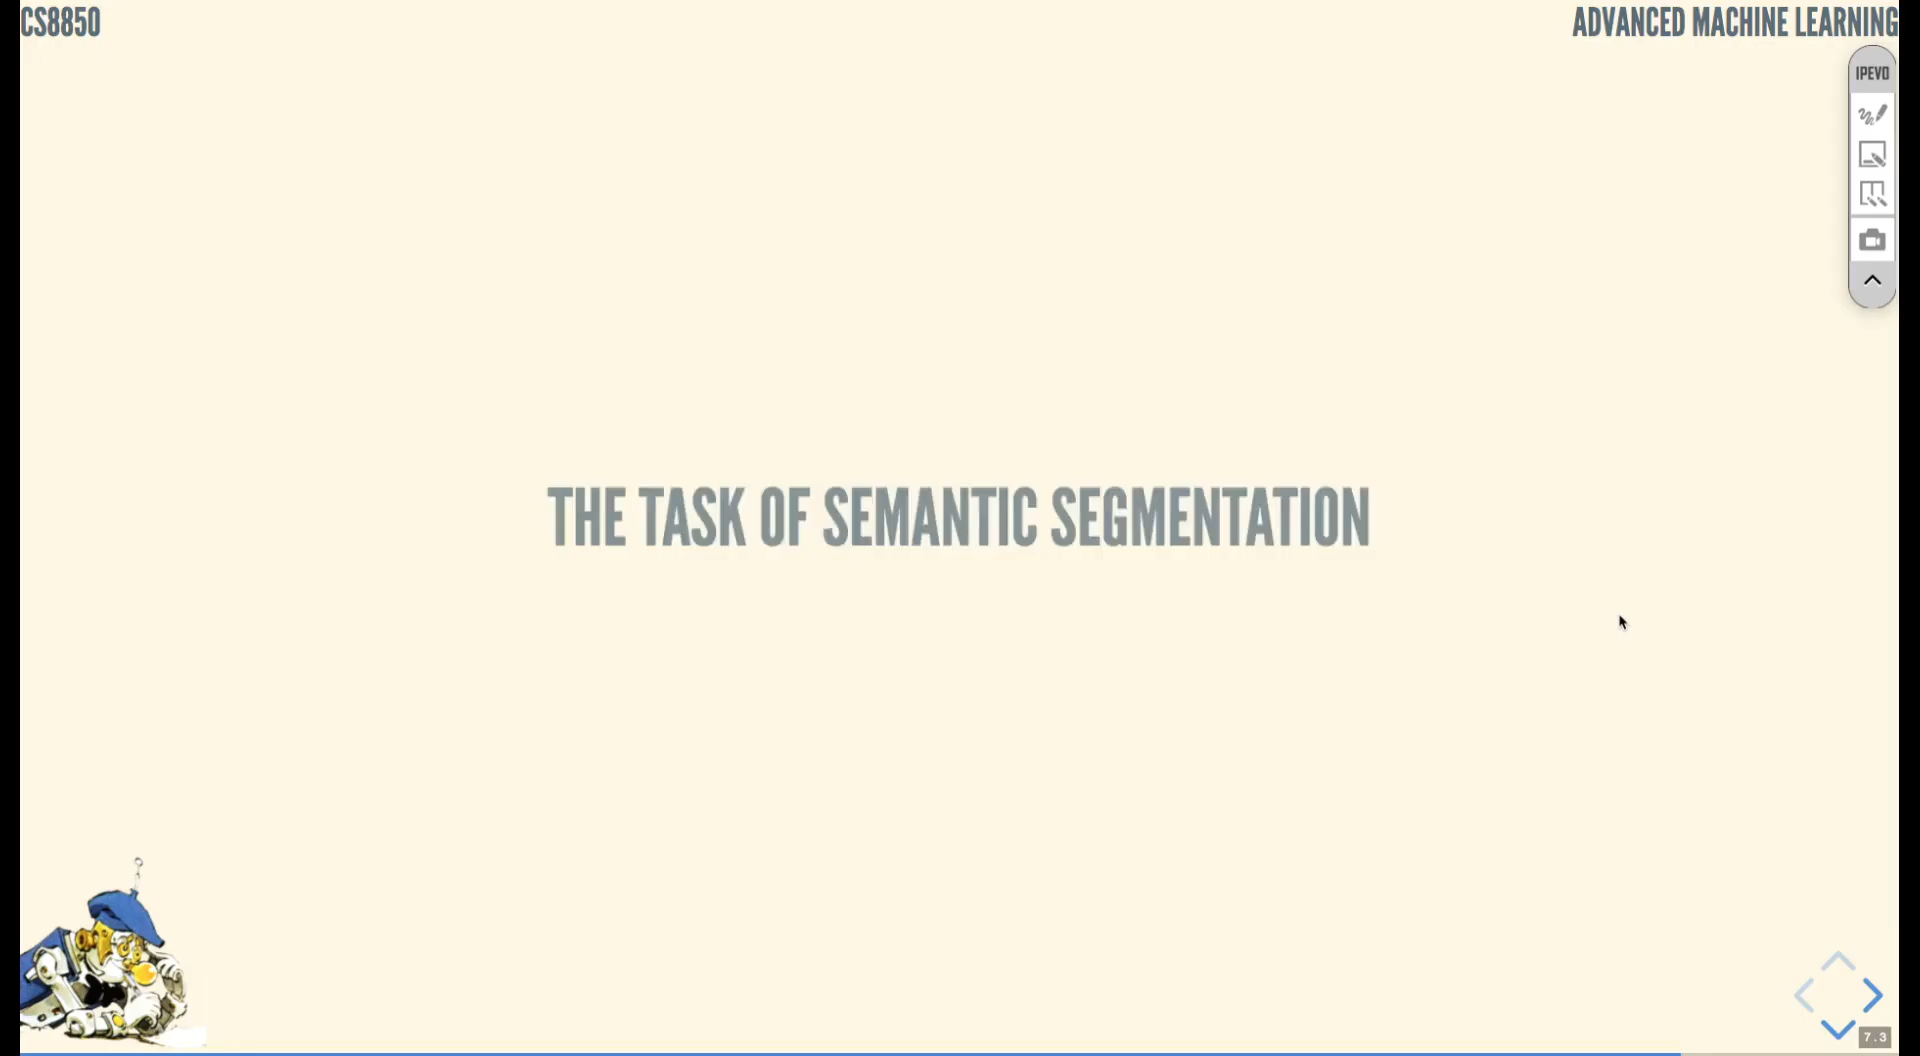 CS8850
ADVANCED MACHINE LEARNING
IPEVO
THE TASK OF SEMANTIC SEGMENTATION
7.3